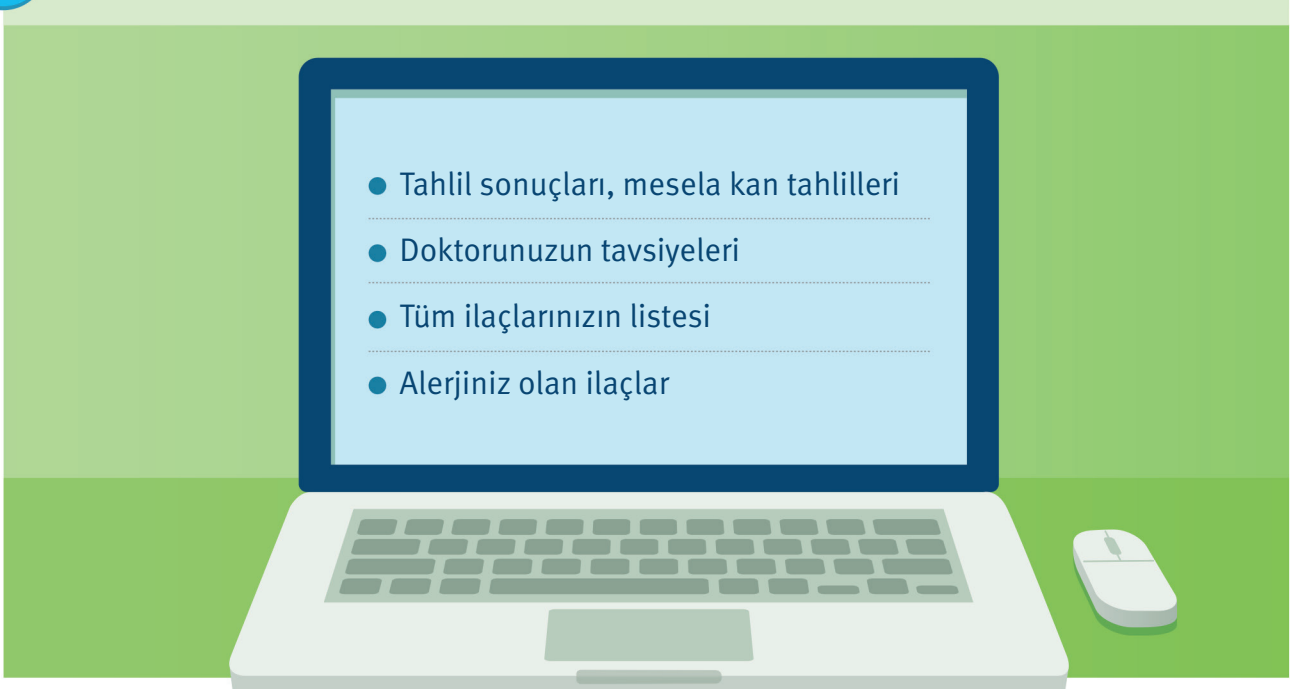 Tahlil sonuçları, mesela kan tahlilleri
Doktorunuzun tavsiyeleri
Tüm ilaçlarınızın listesi
Alerjiniz olan ilaçlar